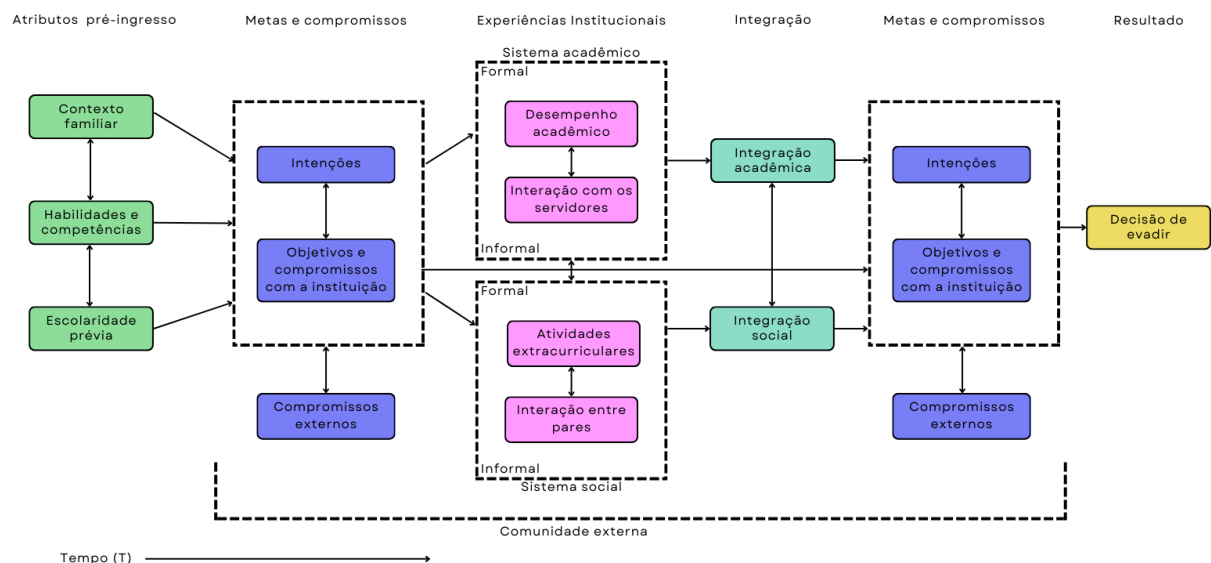 Atributos pré-ingresso
Metas e compromissos
Experiências Institucionais
Integração
Metas e compromissos
Resultado
Sistema acadêmico
Formal
Contexto
familiar
Habilidades e
competências
Escolaridade
prévia
Intenções
Objetivos e
compromissos
com a instituição
Compromissos
externos
Desempenho
acadêmico
Interação com os
servidores
Informal
Formal
Atividades
extracurriculares
Interação entre
pares
Informal
Sistema social
Integração
acadêmica
Integração
social
Intenções
Objetivos e
compromissos
com a instituição
Compromissos
externos
Decisão de
evadir
Comunidade externa
Tempo (T)